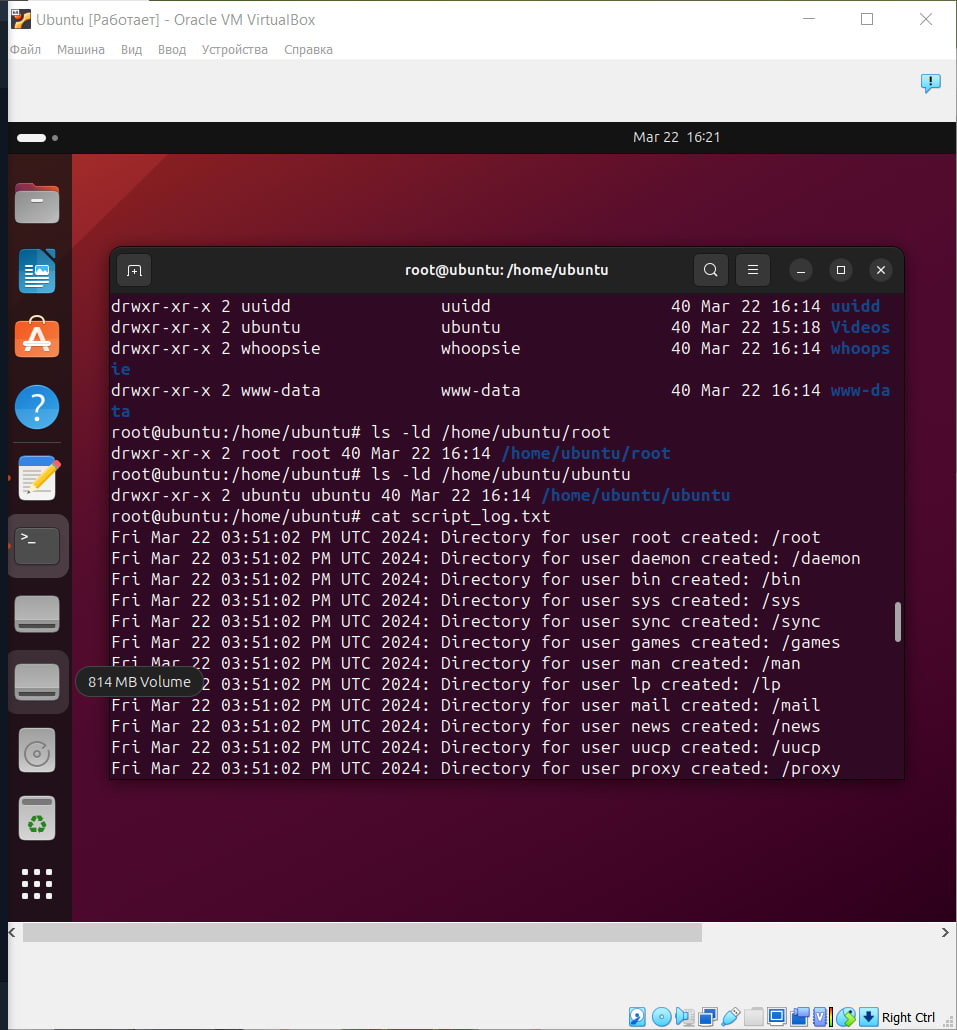 Ubuntu [Работает] - Oracle VM VirtualBox
Файл Машина Вид Ввод Устройства Справка
Mar 22 16:21
root@ubuntu: /home/ubuntu
drwxr-xr-x 2 uuidd uuidd 40 Mar 22 16:14 uuidd
drwxr-xr-x 2 ubuntu ubuntu 40 Mar 22 15:18 Videos
drwxr-xr-x 2 whoopsie whoopsie 40 Mar 22 16:14 whoops
ie
drwxr-xr-x 2 www-data www-data 40 Mar 22 16:14 www-da
ta
root@ubuntu:/home/ubuntu# ls -ld /home/ubuntu/root
drwxr-xr-x 2 root root 40 Mar 22 16:14 /home/ubuntu/root
root@ubuntu:/home/ubuntu# ls -ld /home/ubuntu/ubuntu
drwxr-xr-x 2 ubuntu ubuntu 40 Mar 22 16:14 /home/ubuntu/ubuntu
root@ubuntu:/home/ubuntu# cat script_log.txt
Fri Mar 22 03:51:02 PM UTC 2024: Directory for user root created: /root
Fri Mar 22 03:51:02 PM UTC 2024: Directory for user daemon created: /daemon
Fri Mar 22 03:51:02 PM UTC 2024: Directory for user bin created: /bin
Fri Mar 22 03:51:02 PM UTC 2024: Directory for user sys created: /sys
Fri Mar 22 03:51:02 PM UTC 2024: Directory for user sync created: /sync
Fri Mar 22 03:51:02 PM UTC 2024: Directory for user games created: /games
Fri Mar 22 03:51:02 PM UTC 2024: Directory for user man created: /man
814 MB Volume
2 PM UTC 2024: Directory for user lp created: /lp
Fri Mar 22 03:51:02 PM UTC 2024: Directory for user mail created: /mail
Fri Mar 22 03:51:02 PM UTC 2024: Directory for user news created: /news
Fri Mar 22 03:51:02 PM UTC 2024: Directory for user uucp created: /uucp
Fri Mar 22 03:51:02 PM UTC 2024: Directory for user proxy created: /proxy
Right Ctrl